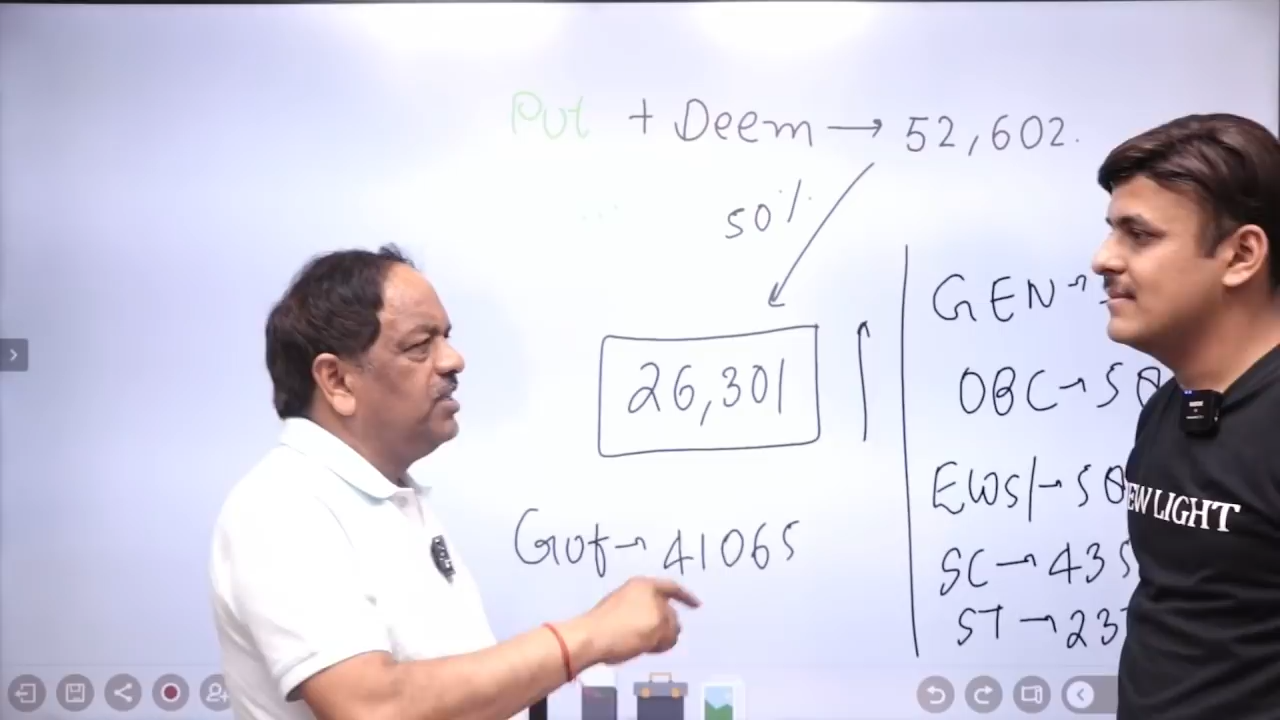 Pvt + Deem → 52,602.
50%
26,301
Govt → 41065
GEN →
OBC → 50
EWS → 50
SC → 435
ST → 23
EW LIGHT